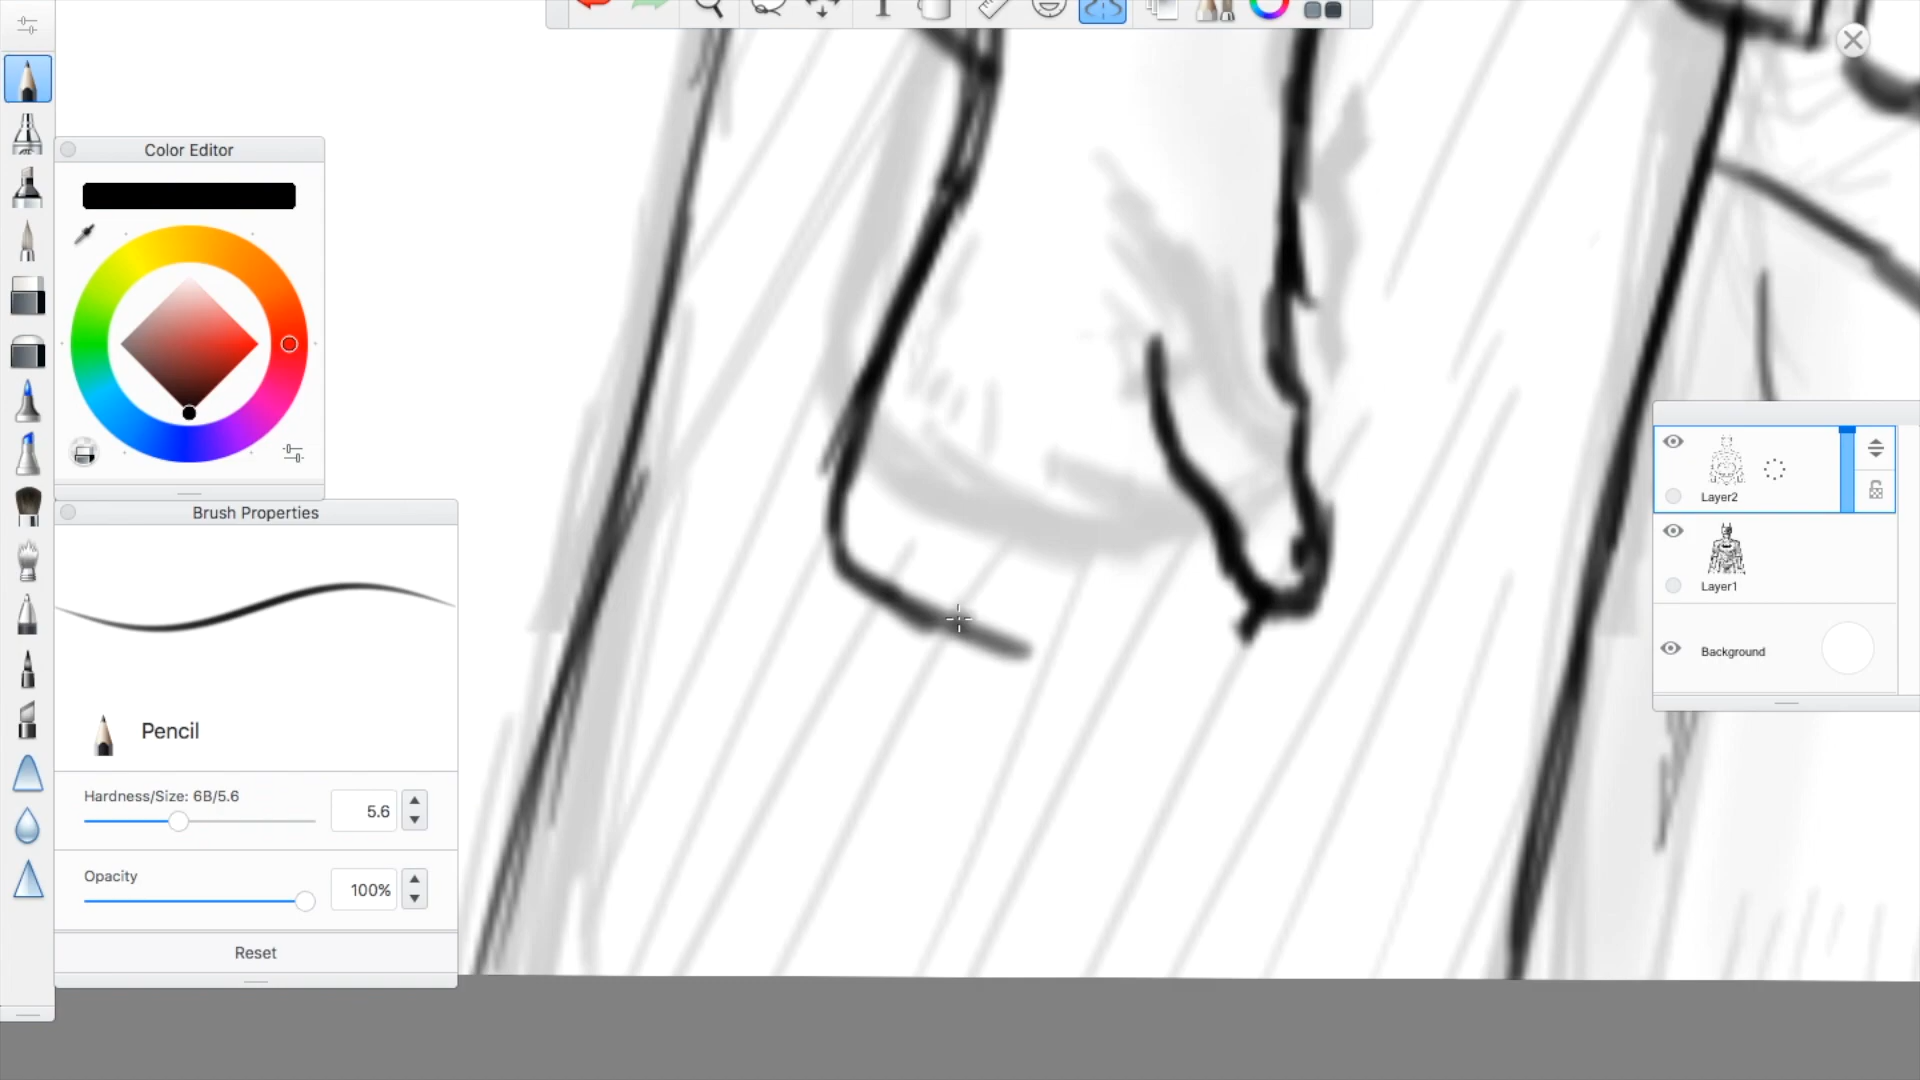 Color Editor
Brush Properties
Pencil
Hardness/Size: 6B/5.6
5.6
Opacity
100%
Reset
Layer2
Layer1
Background